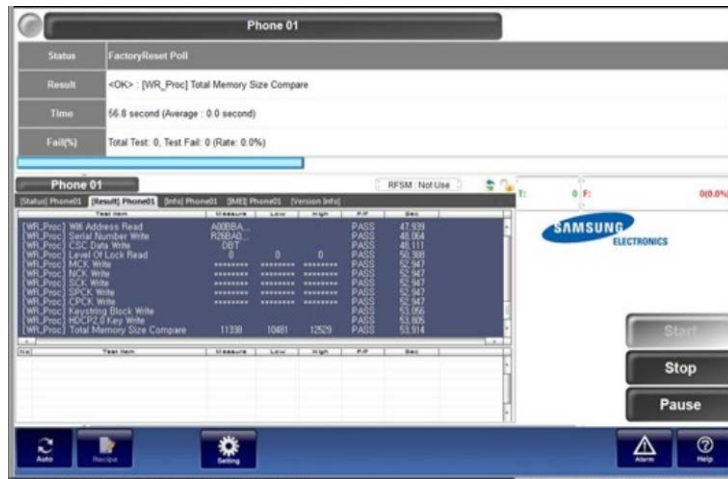 Phone 01
Status FactoryReset Poll
Result <OK> : [WR_Proc] Total Memory Size Compare
Time 56.8 second (Average : 0.0 second)
Fail(%) Total Test: 0, Test Fail: 0 (Rate: 0.0%)
Phone 01 RFSM : Not Use T: 0 F: 0(0.0%)
[Status] Phone01 [Result] Phone01 [Info] Phone01 [IMEI] Phone01 [Version Info]
Test Item Measure Low High P/F Sec
[WR_Proc] Wifi Address Read A00BBA... PASS 47,939
[WR_Proc] Serial Number Write R26BA0... PASS 48,064
[WR_Proc] CSC Data Write DBT PASS 48,111
[WR_Proc] Level Of Lock Read 0 0 0 PASS 50,388
[WR_Proc] MCK Write ******** ******** ******** PASS 52,947
[WR_Proc] NCK Write ******** ******** ******** PASS 52,947
[WR_Proc] SCK Write ******** ******** ******** PASS 52,947
[WR_Proc] SPCK Write ******** ******** ******** PASS 52,947
[WR_Proc] CPCK Write ******** ******** ******** PASS 52,947
[WR_Proc] Keystring Block Write PASS 53,056
[WR_Proc] HDCP2.0 Key Write PASS 53,805
[WR_Proc] Total Memory Size Compare 11338 10481 12529 PASS 53,914
No Test Item Measure Low High P/F Sec
SAMSUNG
ELECTRONICS
Start
Stop
Pause
Auto Recipe Setting Alarm Help